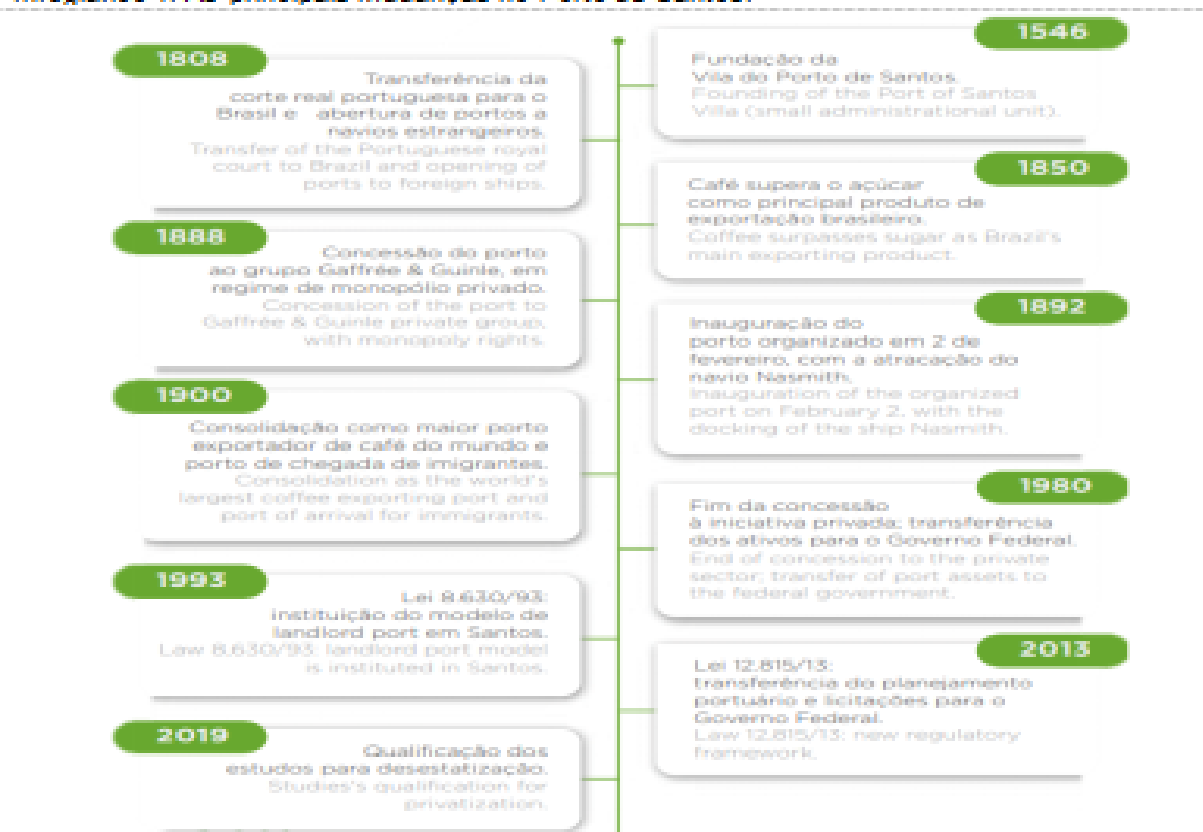 1546
Fundação da
Vila do Porto de Santos.
Founding of the Port of Santos
Villa (small administrational unit).
1808
Transferência da
corte real portuguesa para o
Brasil e abertura de portos a
navios estrangeiros.
Transfer of the Portuguese royal
court to Brazil and opening of
ports to foreign ships.
1850
Café supera o açúcar
como principal produto de
exportação brasileiro.
Coffee surpasses sugar as Brazil's
main exporting product.
1888
Concessão do porto
ao grupo Gaffrée & Guinle, em
regime de monopólio privado.
Concession of the port to
Gaffrée & Guinle private group,
with monopoly rights.
1892
Inauguração do
porto organizado em 2 de
fevereiro, com a atracação do
navio Nasmith.
Inauguration of the organized
port on February 2, with the
docking of the ship Nasmith.
1900
Consolidação como maior porto
exportador de café do mundo e
porto de chegada de imigrantes.
Consolidation as the world's
largest coffee exporting port and
port of arrival for immigrants.
1980
Fim da concessão
à iniciativa privada; transferência
dos ativos para o Governo Federal.
End of concession to the private
sector; transfer of port assets to
the federal government.
1993
Lei 8.630/93:
instituição do modelo de
landlord port em Santos.
Law 8,630/93: landlord port model
is instituted in Santos.
2013
Lei 12.815/13:
transferência do planejamento
portuário e licitações para o
Governo Federal.
Law 12,815/13: new regulatory
framework.
2019
Qualificação dos
estudos para desestatização.
Studies's qualification for
privatization.